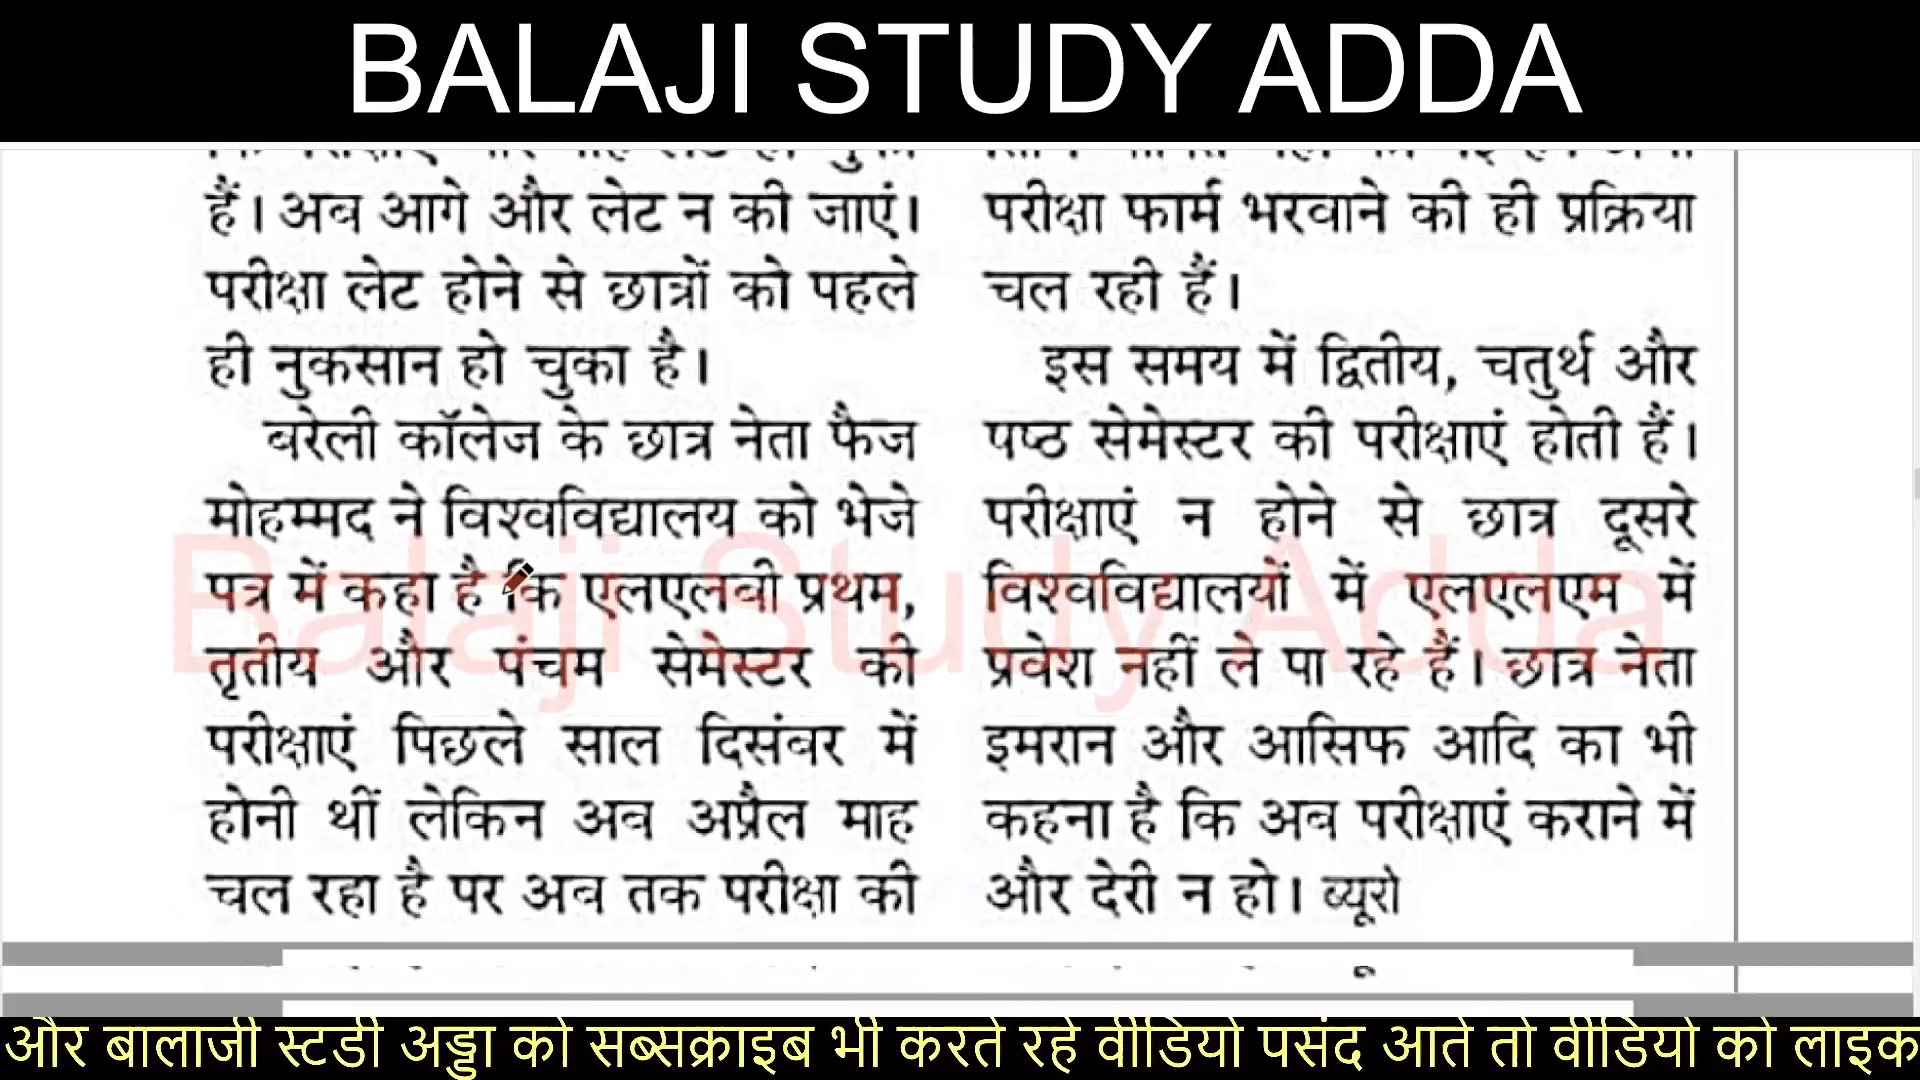 BALAJI STUDY ADDA
हैं। अब आगे और लेट न की जाएं।
परीक्षा लेट होने से छात्रों को पहले
ही नुकसान हो चुका है।
बरेली कॉलेज के छात्र नेता फैज
मोहम्मद ने विश्वविद्यालय को भेजे
पत्र में कहा है कि एलएलबी प्रथम,
तृतीय और पंचम सेमेस्टर की
परीक्षाएं पिछले साल दिसंबर में
होनी थीं लेकिन अब अप्रैल माह
चल रहा है पर अब तक परीक्षा की
परीक्षा फार्म भरवाने की ही प्रक्रिया
चल रही हैं।
इस समय में द्वितीय, चतुर्थ और
षष्ठ सेमेस्टर की परीक्षाएं होती हैं।
परीक्षाएं न होने से छात्र दूसरे
विश्वविद्यालयों में एलएलएम में
प्रवेश नहीं ले पा रहे हैं। छात्र नेता
इमरान और आसिफ आदि का भी
कहना है कि अब परीक्षाएं कराने में
और देरी न हो। ब्यूरो
Balaji Study Adda
और बालाजी स्टडी अड्डा को सब्सक्राइब भी करते रहे वीडियो पसंद आते तो वीडियो को लाइक